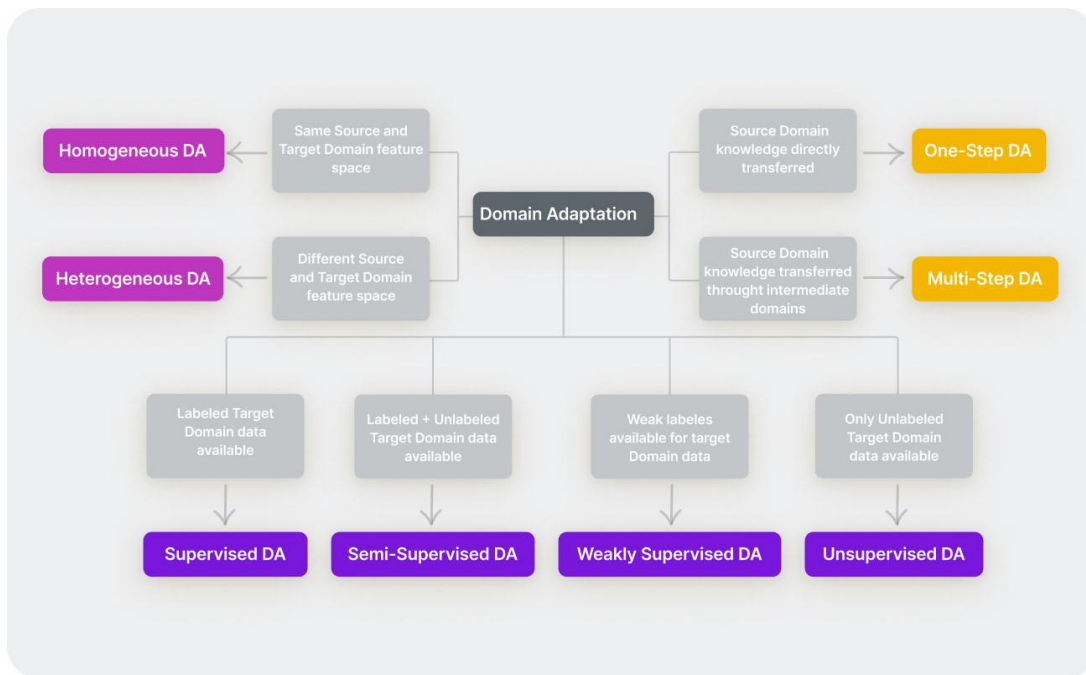 Same Source and
Target Domain feature
space
Homogeneous DA
Source Domain
knowledge directly
transferred
One-Step DA
Domain Adaptation
Different Source
and Target Domain
feature space
Heterogeneous DA
Source Domain
knowledge transferred
throught intermediate
domains
Multi-Step DA
Labeled Target
Domain data
available
Labeled + Unlabeled
Target Domain data
available
Weak labeles
available for target
Domain data
Only Unlabeled
Target Domain
data available
Supervised DA
Semi-Supervised DA
Weakly Supervised DA
Unsupervised DA